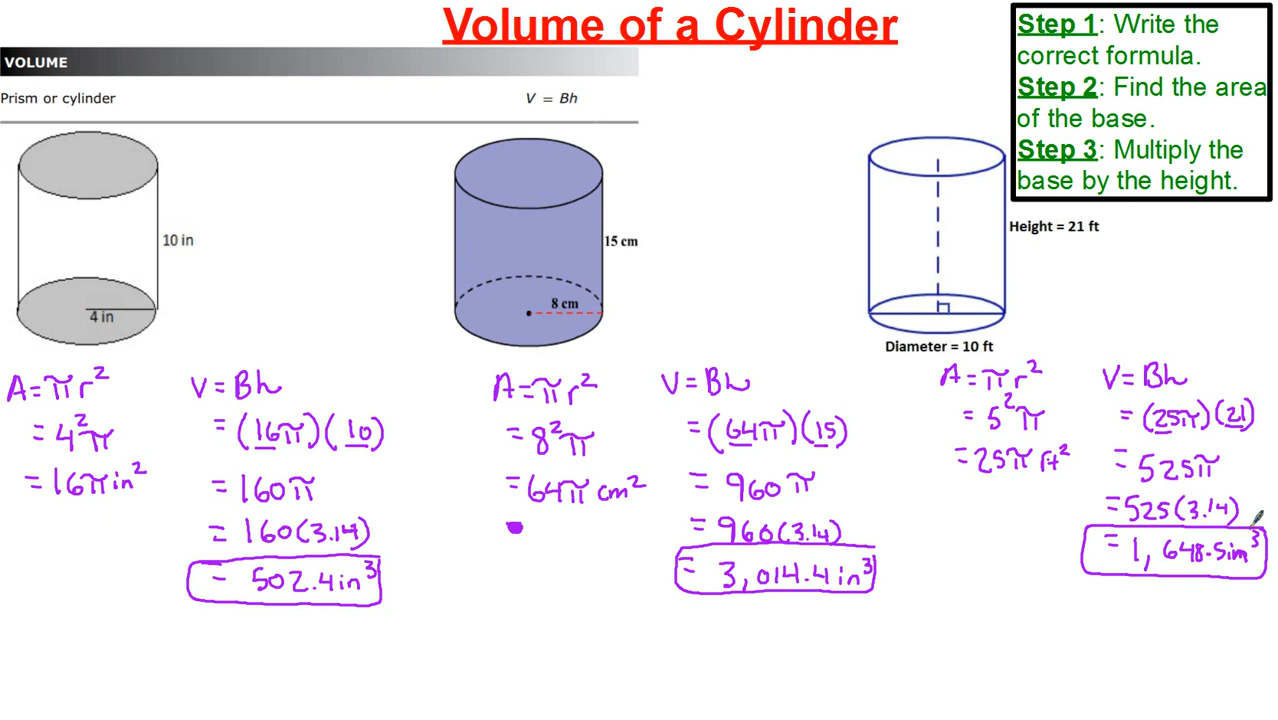 Volume of a Cylinder
Step 1: Write the
correct formula.
Step 2: Find the area
of the base.
Step 3: Multiply the
base by the height.
VOLUME
Prism or cylinder
V = Bh
10 in
4 in
15 cm
8 cm
Height = 21 ft
Diameter = 10 ft
A = πr²
= 4²π
= 16π in²
V = Bh
= (16π)(10)
= 160π
= 160(3.14)
= 502.4 in³
A = πr²
= 8²π
= 64π cm²
V = Bh
= (64π)(15)
= 960π
= 960(3.14)
= 3,014.4 in³
A = πr²
= 5²π
= 25π ft²
V = Bh
= (25π)(21)
= 525π
= 525(3.14)
= 1,648.5